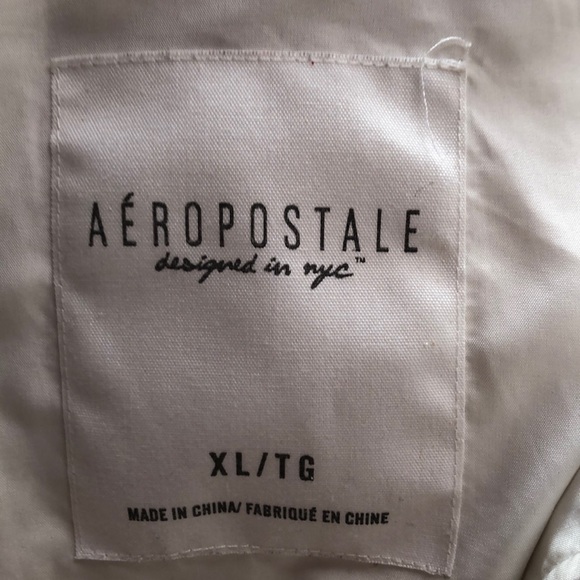 AÉROPOSTALE
designed in nyc™
XL/TG
MADE IN CHINA/ FABRIQUÉ EN CHINE